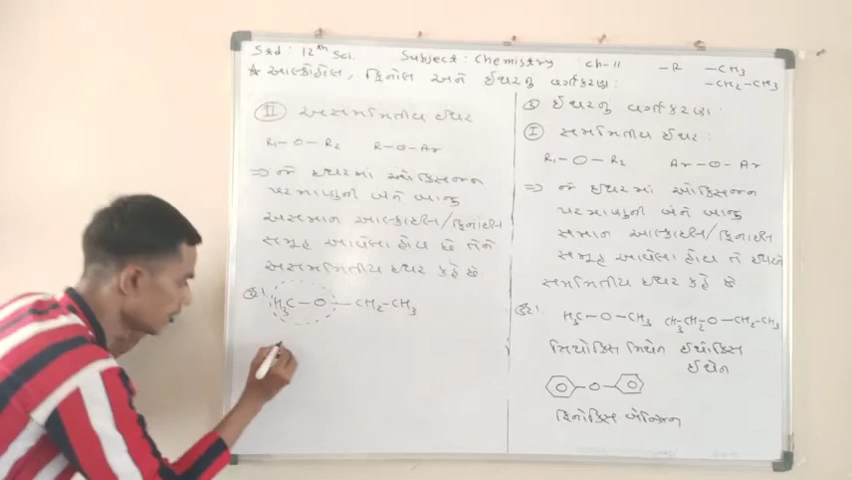 Std : 12th Sci. Subject : Chemistry ch-11
-R -CH3
-CH2-CH3
* આલ્કોહોલ, ફિનોલ અને ઈથરનુ વર્ગીકરણ :
II અસમમિતીય ઈથર
R1-O-R2 R-O-Ar
=> જે ઈથરમાં ઓક્સિજન
પરમાણુની બંને બાજુ
અસમાન આલ્કાઈલ/ફિનાઈલ
સમૂહ આવેલા હોય છે તેને
અસમમિતીય ઈથર કહે છે
ઉદા' H3C-O-CH2-CH3
③ ઈથરનુ વર્ગીકરણ :
I સમમિતીય ઈથર :
R1-O-R2 Ar-O-Ar
=> જે ઈથરમાં ઓક્સિજન
પરમાણુની બંને બાજુ
સમાન આલ્કાઈલ/ફિનાઈલ
સમૂહ આવેલા હોય તે ઈથરને
સમમિતીય ઈથર કહે છે
ઉદા' H3C-O-CH3 CH3-CH2-O-CH2-CH3
મિથોક્સિ મિથેન ઈથોક્સિ
ઈથેન
-O-
ફિનોક્સિ બેન્ઝિન